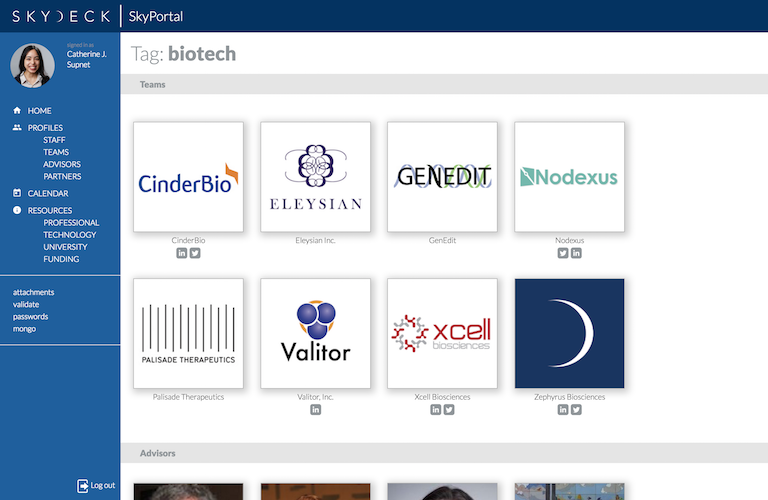 SKYDECK | SkyPortal
signed in as
Catherine J.
Supnet
HOME
PROFILES
STAFF
TEAMS
ADVISORS
PARTNERS
CALENDAR
RESOURCES
PROFESSIONAL
TECHNOLOGY
UNIVERSITY
FUNDING
attachments
validate
passwords
mongo
Log out
Tag: biotech
Teams
CinderBio
ELEYSIAN
GENEDIT
Nodexus
CinderBio
Eleysian Inc.
GenEdit
Nodexus
PALISADE THERAPEUTICS
Valitor
xcell
biosciences
Palisade Therapeutics
Valitor, Inc.
Xcell Biosciences
Zephyrus Biosciences
Advisors